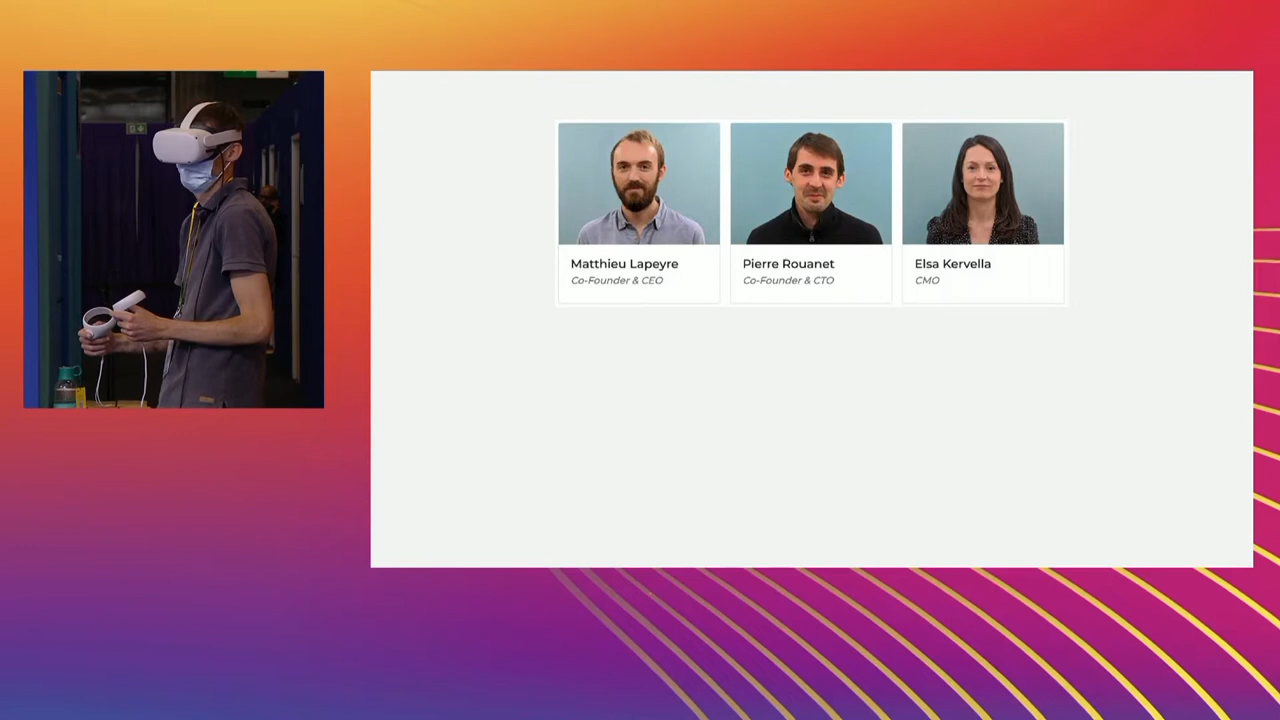 Matthieu Lapeyre
Co-Founder & CEO
Pierre Rouanet
Co-Founder & CTO
Elsa Kervella
CMO